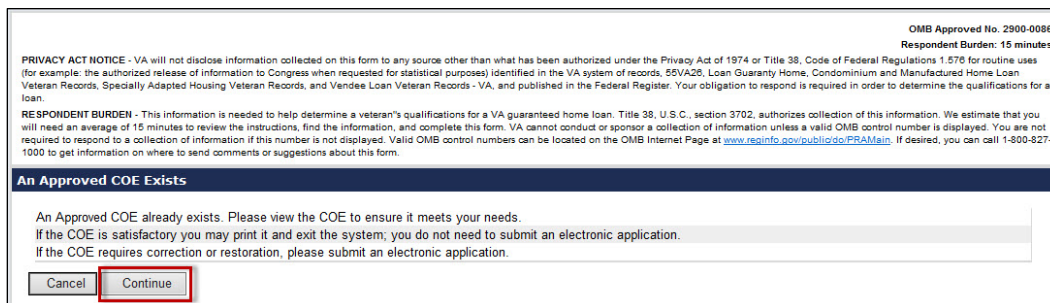 OMB Approved No. 2900-0086
Respondent Burden: 15 minutes
PRIVACY ACT NOTICE - VA will not disclose information collected on this form to any source other than what has been authorized under the Privacy Act of 1974 or Title 38, Code of Federal Regulations 1.576 for routine uses
(for example: the authorized release of information to Congress when requested for statistical purposes) identified in the VA system of records, 55VA26, Loan Guaranty Home, Condominium and Manufactured Home Loan
Veteran Records, Specially Adapted Housing Veteran Records, and Vendee Loan Veteran Records - VA, and published in the Federal Register. Your obligation to respond is required in order to determine the qualifications for a
loan.
RESPONDENT BURDEN - This information is needed to help determine a veteran"s qualifications for a VA guaranteed home loan. Title 38, U.S.C., section 3702, authorizes collection of this information. We estimate that you
will need an average of 15 minutes to review the instructions, find the information, and complete this form. VA cannot conduct or sponsor a collection of information unless a valid OMB control number is displayed. You are not
required to respond to a collection of information if this number is not displayed. Valid OMB control numbers can be located on the OMB Internet Page at www.reginfo.gov/public/do/PRAMain. If desired, you can call 1-800-827-
1000 to get information on where to send comments or suggestions about this form.
An Approved COE Exists
An Approved COE already exists. Please view the COE to ensure it meets your needs.
If the COE is satisfactory you may print it and exit the system; you do not need to submit an electronic application.
If the COE requires correction or restoration, please submit an electronic application.
Cancel Continue